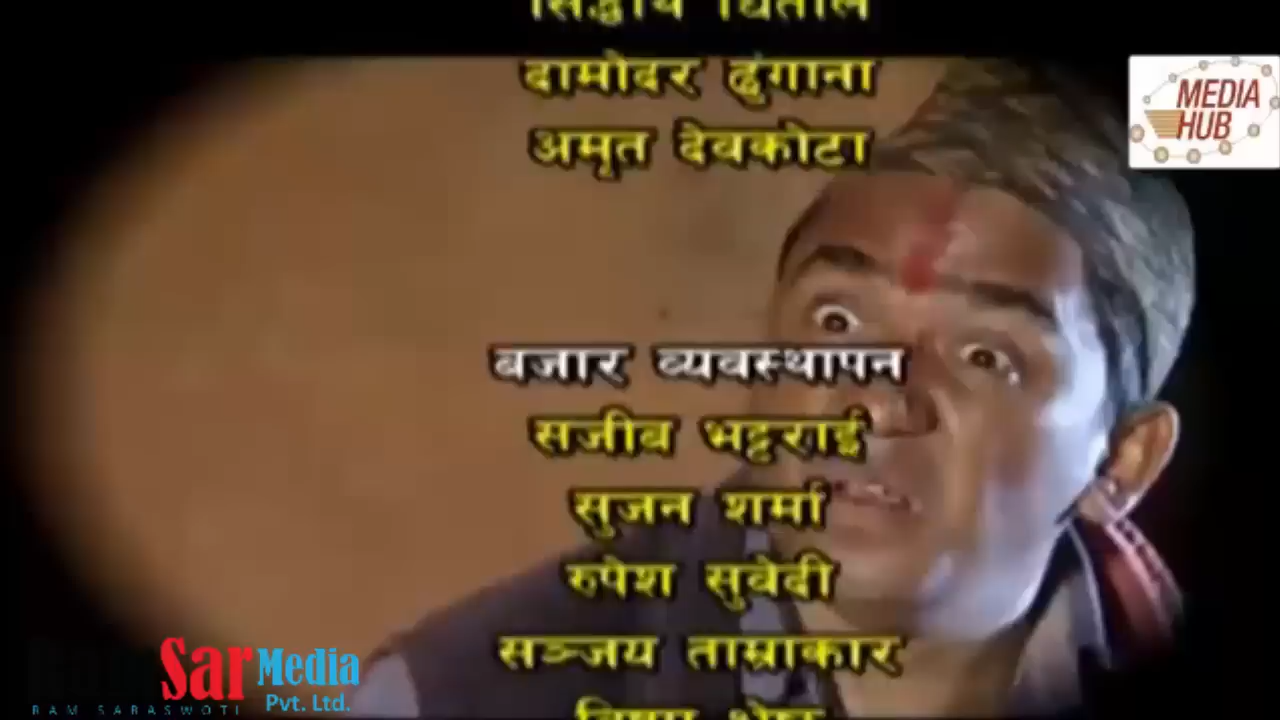 सिद्धार्थ धिताल
दामोदर ढुंगाना
अमृत देवकोटा
MEDIA
HUB
बजार व्यवस्थापन
सजीब भट्टराई
सुजन शर्मा
रुपेश सुवेदी
सञ्जय ताम्राकार
Sar Media
Pvt. Ltd.
RAM SARASWOTI